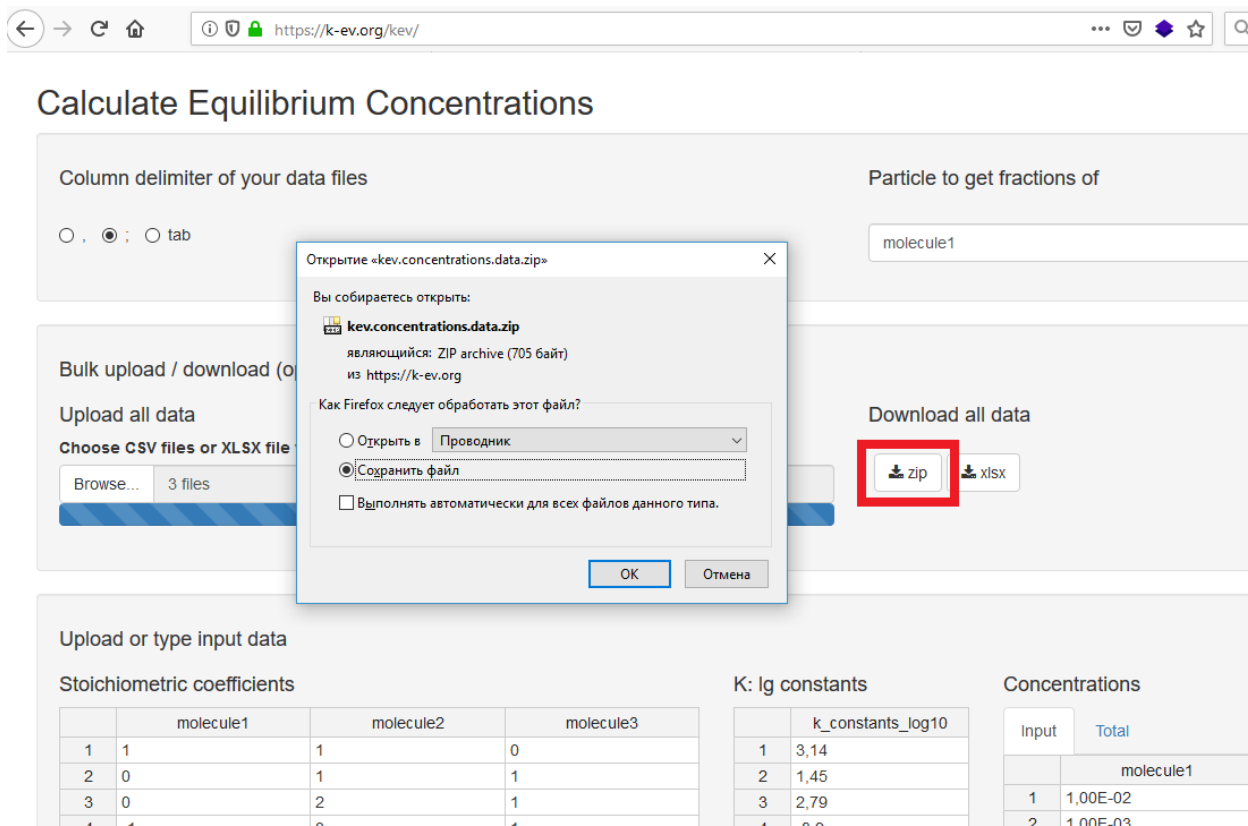 https://k-ev.org/kev/
Calculate Equilibrium Concentrations
Column delimiter of your data files
Particle to get fractions of
, ; tab
molecule1
Открытие «kev.concentrations.data.zip»
Вы собираетесь открыть:
kev.concentrations.data.zip
являющийся: ZIP archive (705 байт)
из https://k-ev.org
Как Firefox следует обработать этот файл?
Открыть в Проводник
Сохранить файл
Выполнять автоматически для всех файлов данного типа.
OK Отмена
Bulk upload / download
Upload all data
Download all data
Choose CSV files or XLSX file
Browse... 3 files
zip xlsx
Upload or type input data
Stoichiometric coefficients
K: lg constants
Concentrations
Input Total
molecule1 molecule2 molecule3
1 1 1 0
2 0 1 1
3 0 2 1
k_constants_log10
1 3,14
2 1,45
3 2,79
molecule1
1 1,00E-02
2 1,00E-03